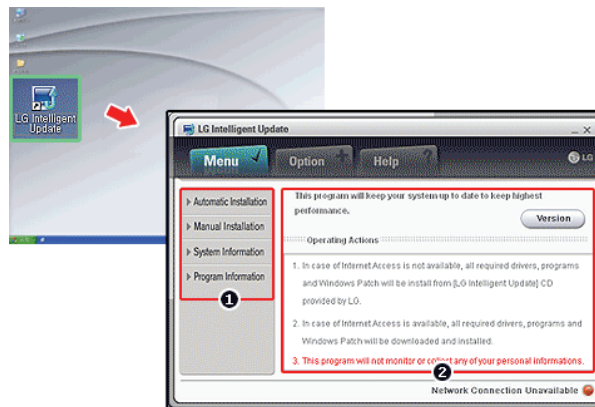 LG Intelligent
Update
LG Intelligent Update
Menu
Option
Help
LG
Automatic Installation
Manual Installation
System Information
Program Information
1
This program will keep your system up to date to keep highest
performance.
Version
Operating Actions
1. In case of Internet Access is not available, all required drivers, programs
and Windows Patch will be install from [LG Intelligent Update] CD
provided by LG.
2. In case of Internet Access is available, all required drivers, programs and
Windows Patch will be downloaded and installed.
3. This program will not monitor or collect any of your personal informations.
2
Network Connection Unavailable